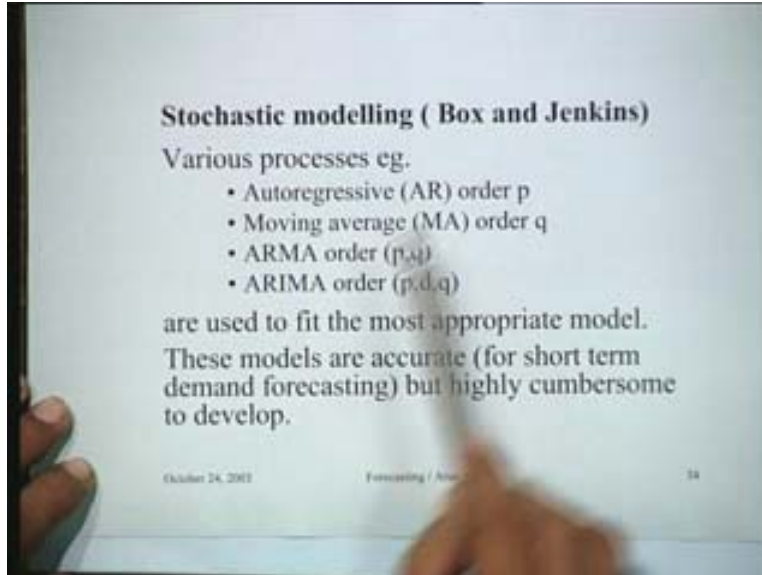 Stochastic modelling ( Box and Jenkins)
Various processes eg.
• Autoregressive (AR) order p
• Moving average (MA) order q
• ARMA order (p,q)
• ARIMA order (p,d,q)
are used to fit the most appropriate model.
These models are accurate (for short term
demand forecasting) but highly cumbersome
to develop.
October 24, 2003 Forecasting /